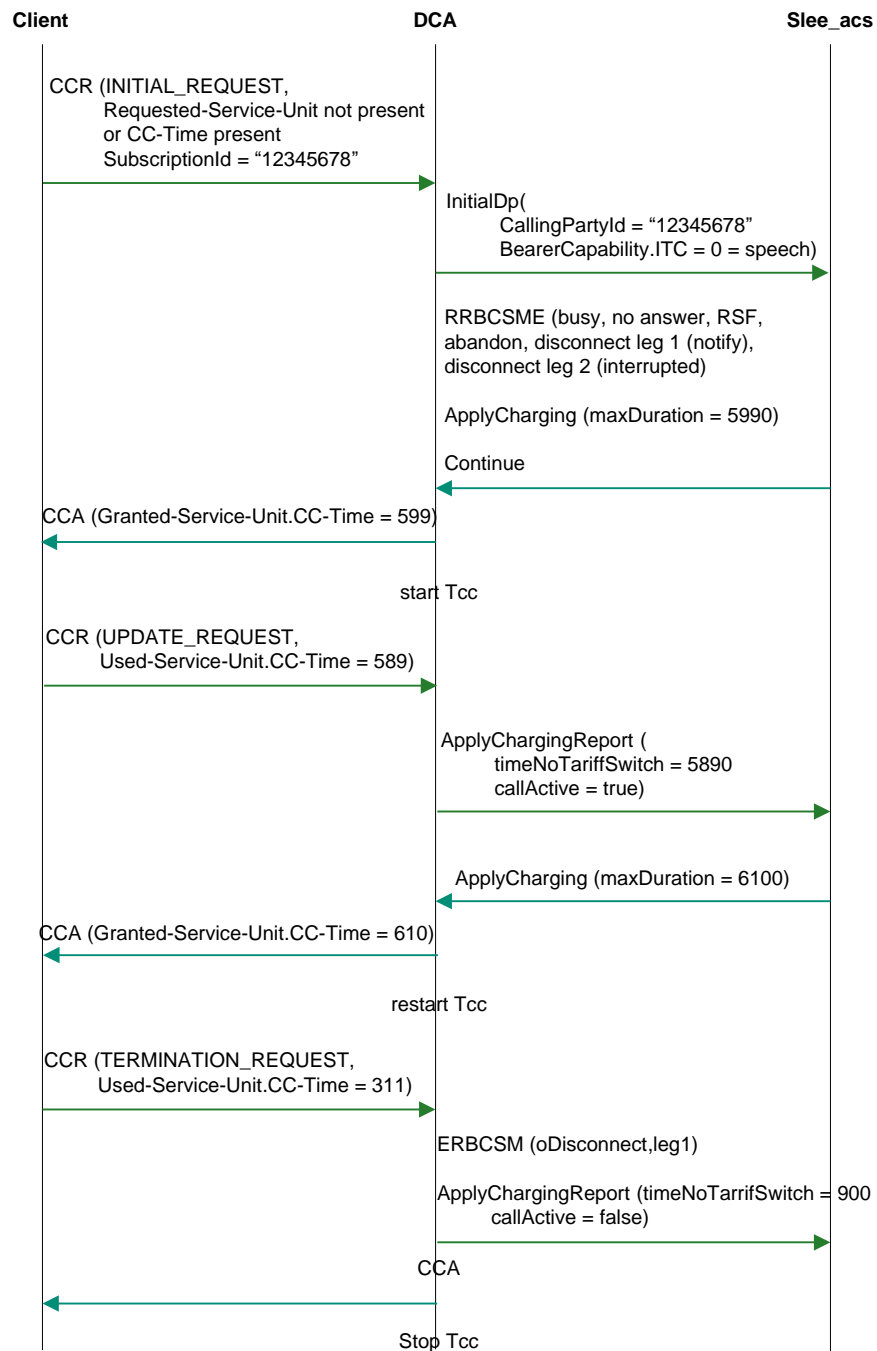 Client DCA Slee_acs
CCR (INITIAL_REQUEST,
Requested-Service-Unit not present
or CC-Time present
SubscriptionId = “12345678”
InitialDp(
CallingPartyId = “12345678”
BearerCapability.ITC = 0 = speech)
RRBCSME (busy, no answer, RSF,
abandon, disconnect leg 1 (notify),
disconnect leg 2 (interrupted)
ApplyCharging (maxDuration = 5990)
Continue
CCA (Granted-Service-Unit.CC-Time = 599)
start Tcc
CCR (UPDATE_REQUEST,
Used-Service-Unit.CC-Time = 589)
ApplyChargingReport (
timeNoTariffSwitch = 5890
callActive = true)
ApplyCharging (maxDuration = 6100)
CCA (Granted-Service-Unit.CC-Time = 610)
restart Tcc
CCR (TERMINATION_REQUEST,
Used-Service-Unit.CC-Time = 311)
ERBCSM (oDisconnect,leg1)
ApplyChargingReport (timeNoTarrifSwitch = 900
callActive = false)
CCA
Stop Tcc